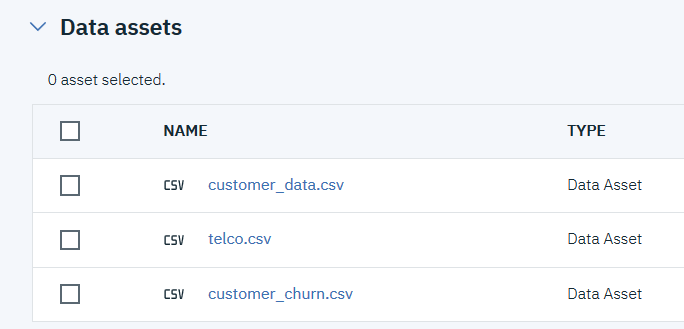 Data assets
0 asset selected.
NAME TYPE
CSV customer_data.csv Data Asset
CSV telco.csv Data Asset
CSV customer_churn.csv Data Asset